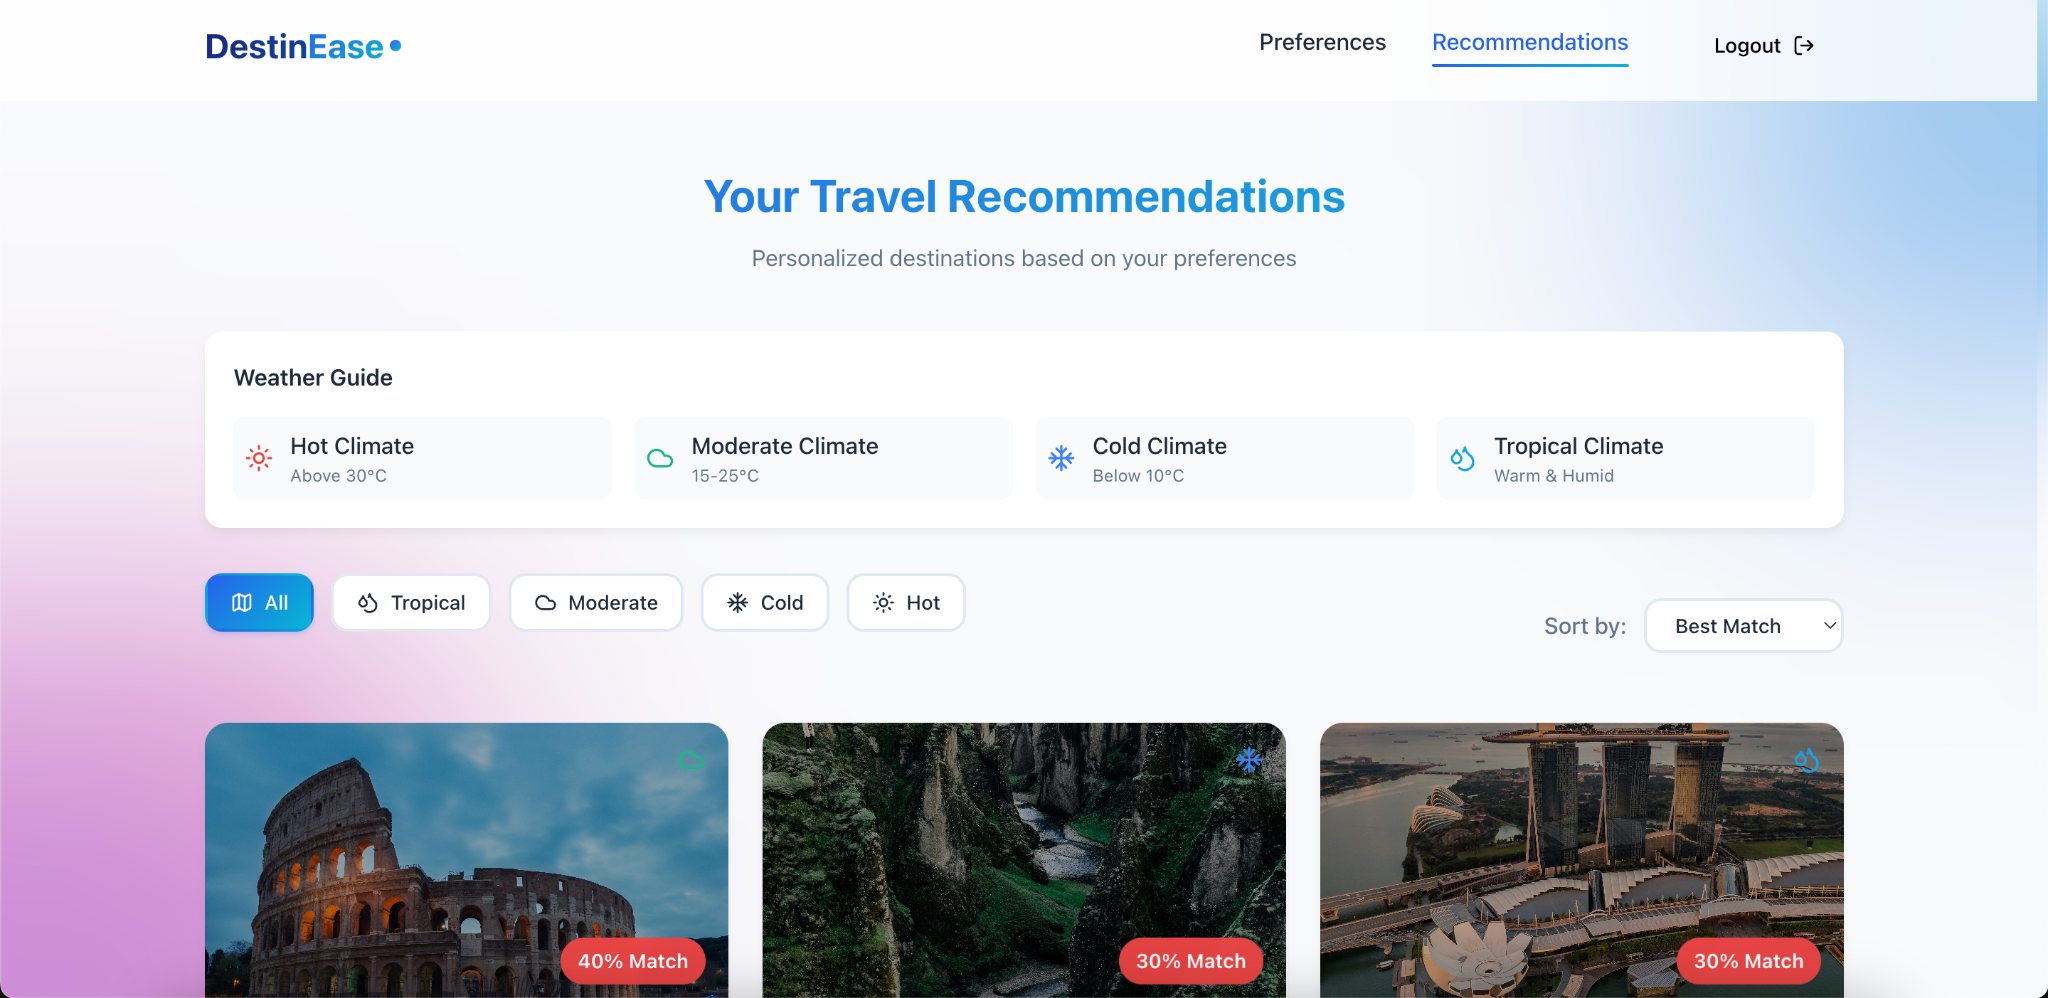 DestinEase
Preferences
Recommendations
Logout
Your Travel Recommendations
Personalized destinations based on your preferences
Weather Guide
Hot Climate
Above 30°C
Moderate Climate
15-25°C
Cold Climate
Below 10°C
Tropical Climate
Warm & Humid
All
Tropical
Moderate
Cold
Hot
Sort by:
Best Match
40% Match
30% Match
30% Match